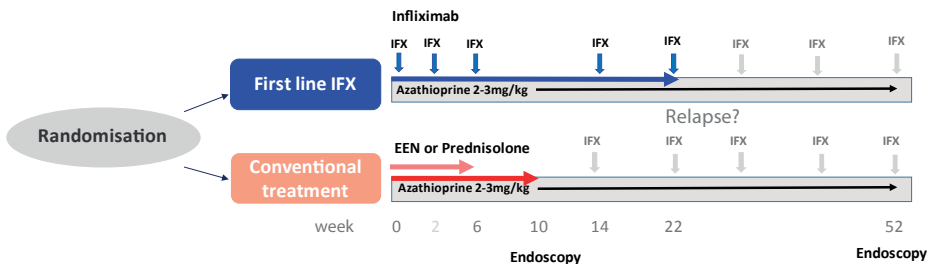 Infliximab
IFX IFX IFX IFX IFX IFX IFX IFX
First line IFX
Azathioprine 2-3mg/kg
Randomisation
Relapse?
EEN or Prednisolone
IFX IFX IFX IFX IFX
Conventional
treatment
Azathioprine 2-3mg/kg
week 0 2 6 10 14 22 52
Endoscopy Endoscopy